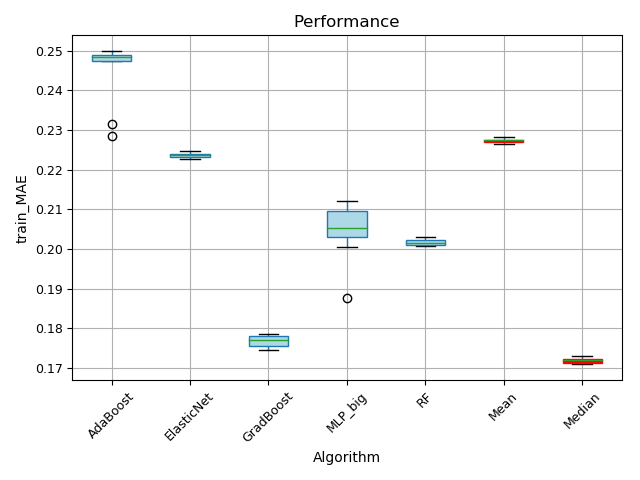 Performance
train_MAE
0.25
0.24
0.23
0.22
0.21
0.20
0.19
0.18
0.17
AdaBoost
ElasticNet
GradBoost
MLP_big
RF
Mean
Median
Algorithm